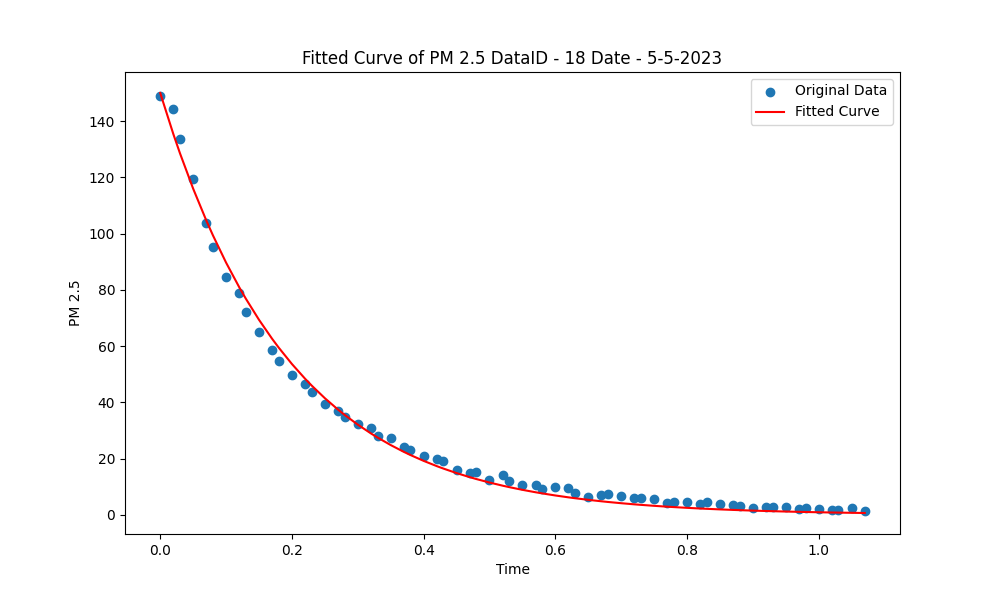 Fitted Curve of PM 2.5 DataID - 18 Date - 5-5-2023
Original Data
Fitted Curve
140
120
100
80
60
40
20
0
PM 2.5
0.0 0.2 0.4 0.6 0.8 1.0
Time